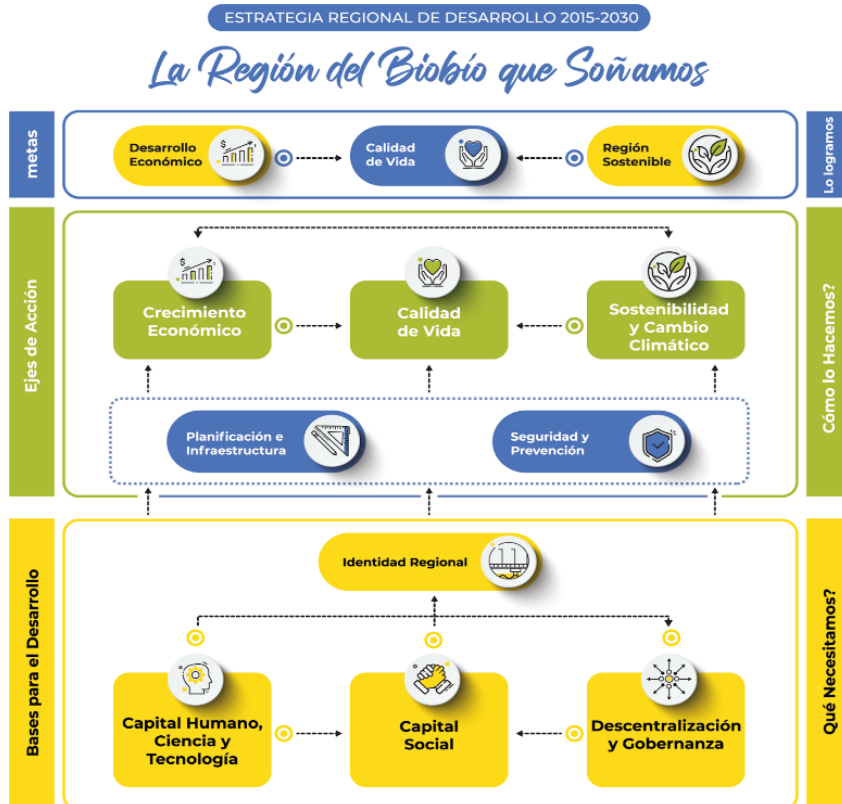 ESTRATEGIA REGIONAL DE DESARROLLO 2015-2030
La Región del Biobío que Soñamos
metas
Desarrollo
Económico
$
Calidad
de Vida
Región
Sostenible
Lo logramos
Ejes de Acción
$
Crecimiento
Económico
Calidad
de Vida
Sostenibilidad
y Cambio
Climático
Cómo lo Hacemos?
Planificación e
Infraestructura
Seguridad y
Prevención
Bases para el Desarrollo
Identidad Regional
Capital Humano,
Ciencia y
Tecnología
Capital
Social
Descentralización
y Gobernanza
Qué Necesitamos?